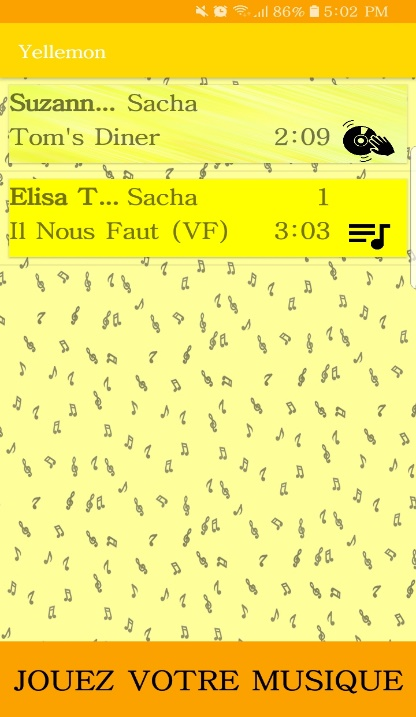 86% 5:02 PM
Yellemon
Suzann... Sacha
Tom's Diner 2:09
Elisa T... Sacha 1
Il Nous Faut (VF) 3:03
JOUEZ VOTRE MUSIQUE